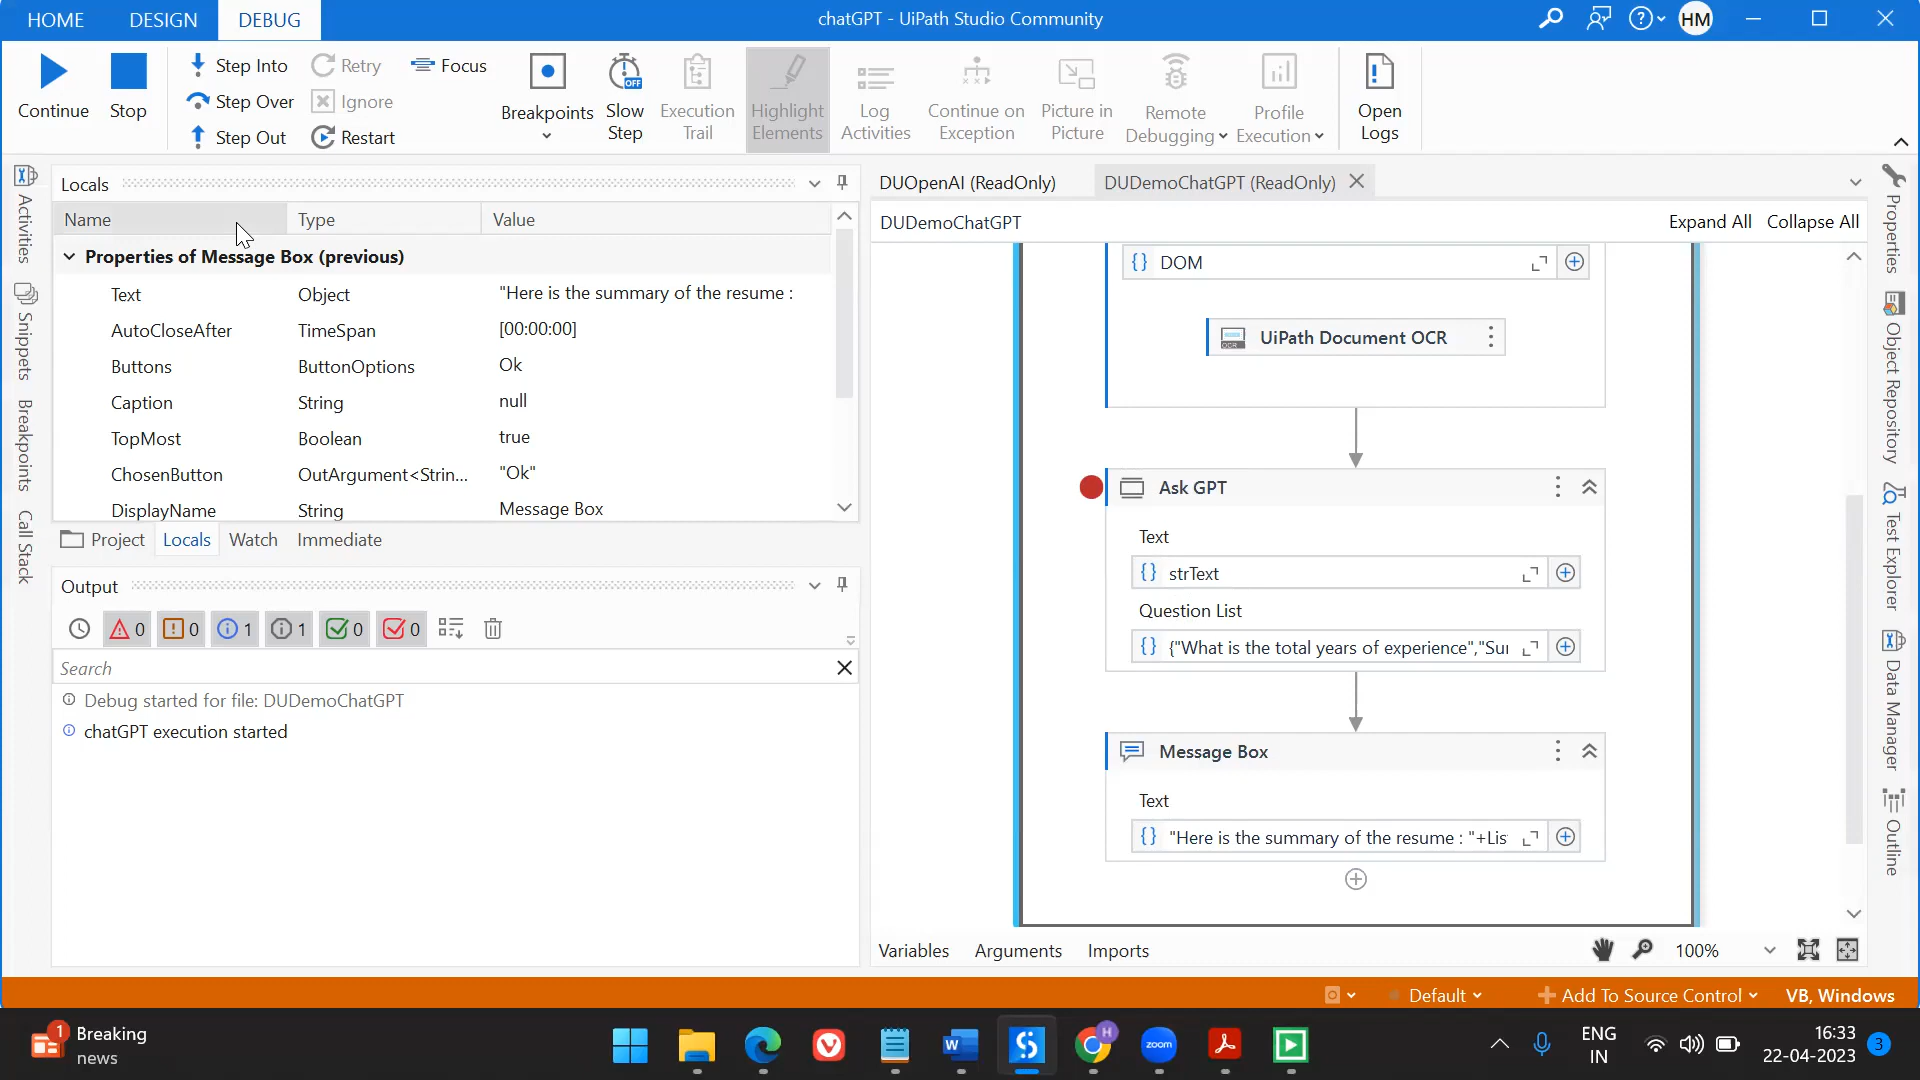 HOME DESIGN DEBUG chatGPT - UiPath Studio Community HM
Continue Stop
Step Into Retry Focus
Step Over Ignore
Step Out Restart
Breakpoints
Slow Step OFF
Execution Trail
Highlight Elements
Log Activities
Continue on Exception
Picture in Picture
Remote Debugging
Profile Execution
Open Logs
Activities
Snippets
Breakpoints
Call Stack
Locals
Name Type Value
Properties of Message Box (previous)
Text Object "Here is the summary of the resume :
AutoCloseAfter TimeSpan [00:00:00]
Buttons ButtonOptions Ok
Caption String null
TopMost Boolean true
ChosenButton OutArgument<Strin... "Ok"
DisplayName String Message Box
Project Locals Watch Immediate
Output
0 0 1 1 0 0
Search
Debug started for file: DUDemoChatGPT
chatGPT execution started
DUOpenAI (ReadOnly) DUDemoChatGPT (ReadOnly)
DUDemoChatGPT Expand All Collapse All
{} DOM
OCR UiPath Document OCR
Ask GPT
Text
{} strText
Question List
{} {"What is the total years of experience","Sur
Message Box
Text
{} "Here is the summary of the resume : "+Lis
Variables Arguments Imports 100%
Properties
Object Repository
Test Explorer
Data Manager
Outline
Default Add To Source Control VB, Windows
1 Breaking
news
W H zoom
ENG
IN
16:33
22-04-2023 3